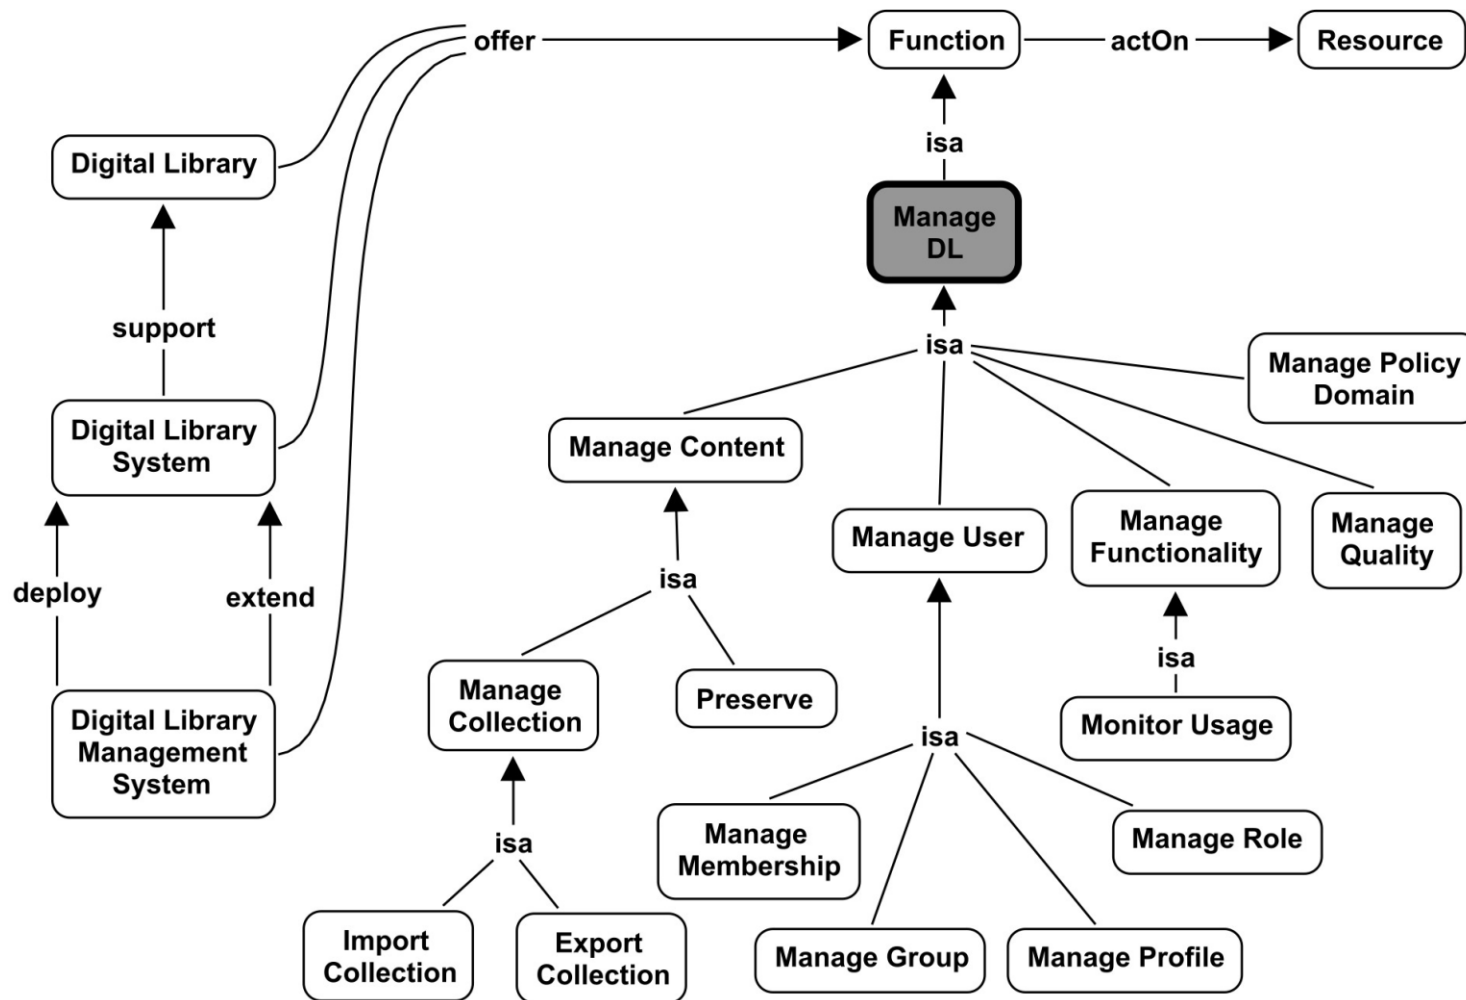 offer
Function
actOn
Resource
isa
Digital Library
Manage
DL
support
isa
Manage Policy
Domain
Digital Library
System
Manage Content
Manage User
Manage
Functionality
Manage
Quality
deploy
extend
isa
isa
Manage
Collection
Preserve
Monitor Usage
Digital Library
Management
System
isa
isa
Manage
Membership
Manage Role
Import
Collection
Export
Collection
Manage Group
Manage Profile